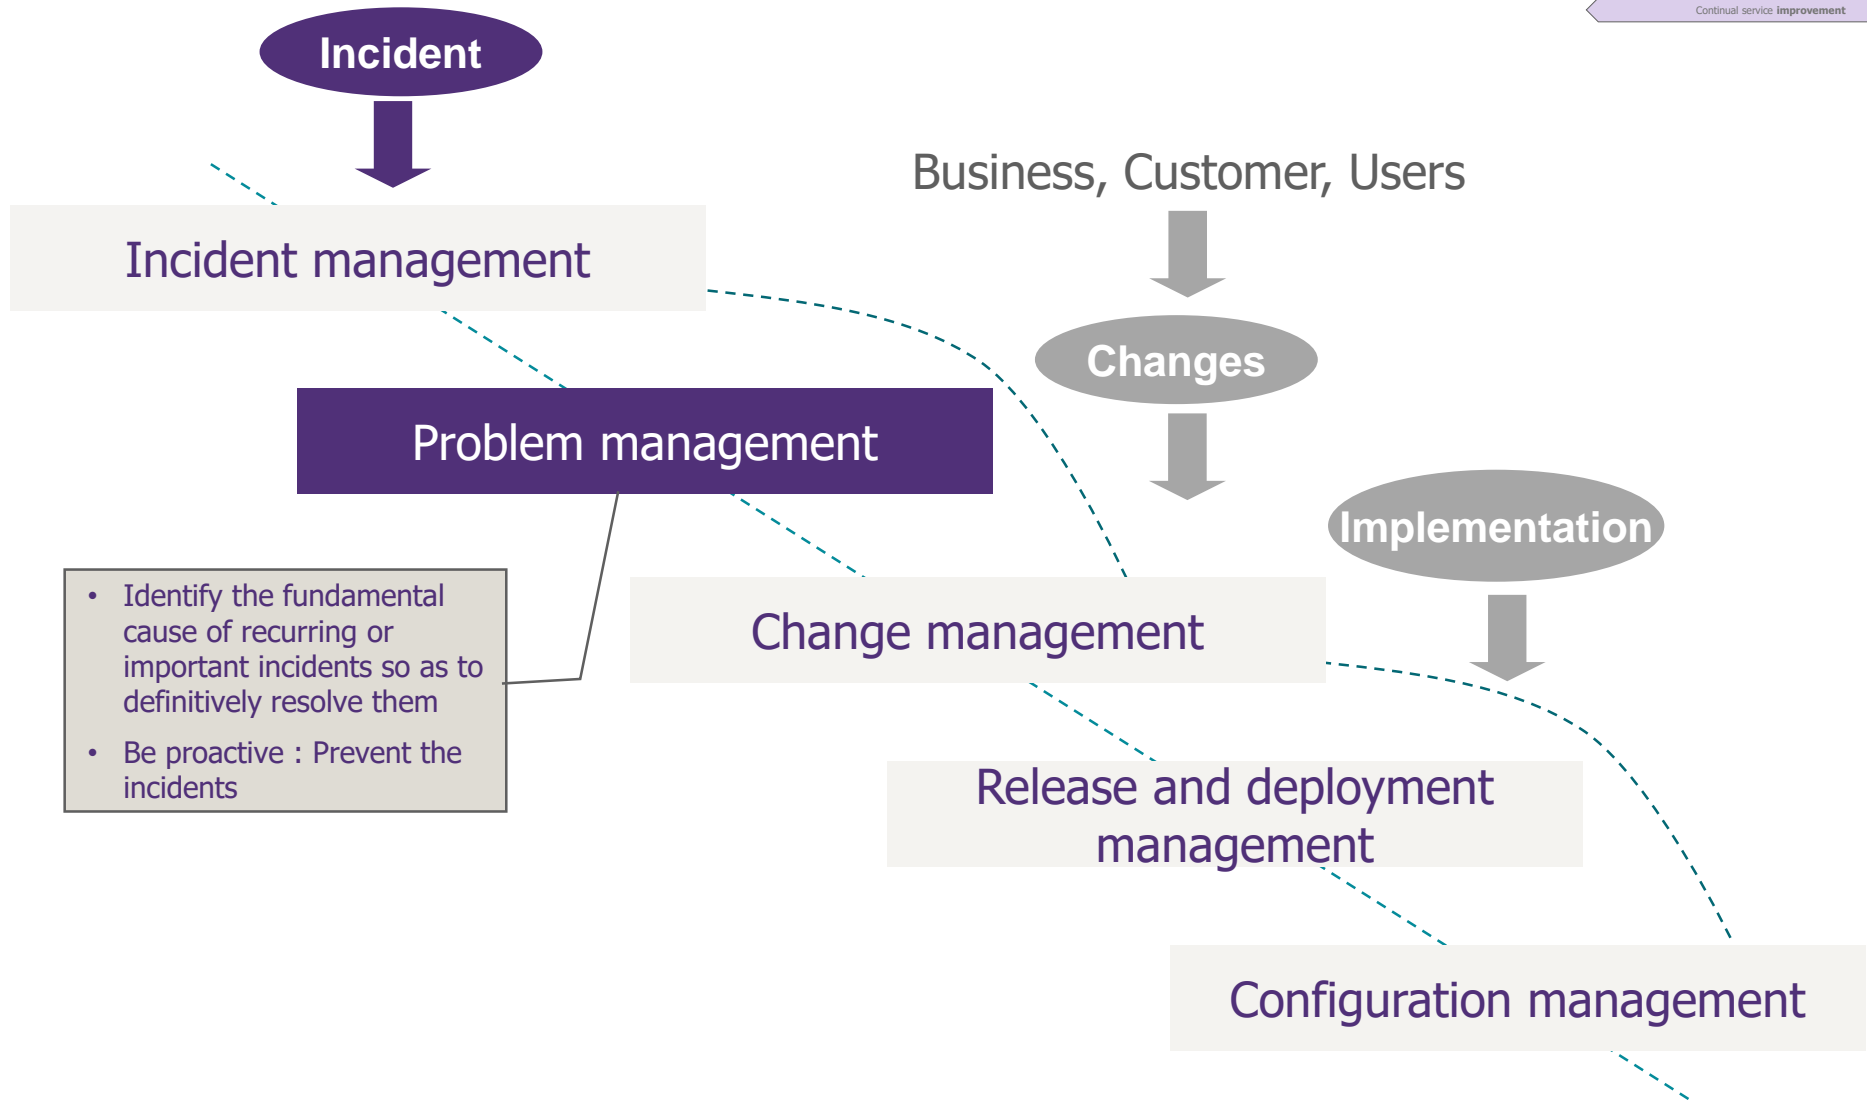 Continual service improvement
Incident
Business, Customer, Users
Incident management
Changes
Problem management
Implementation
• Identify the fundamental
cause of recurring or
important incidents so as to
definitively resolve them
• Be proactive : Prevent the
incidents
Change management
Release and deployment
management
Configuration management